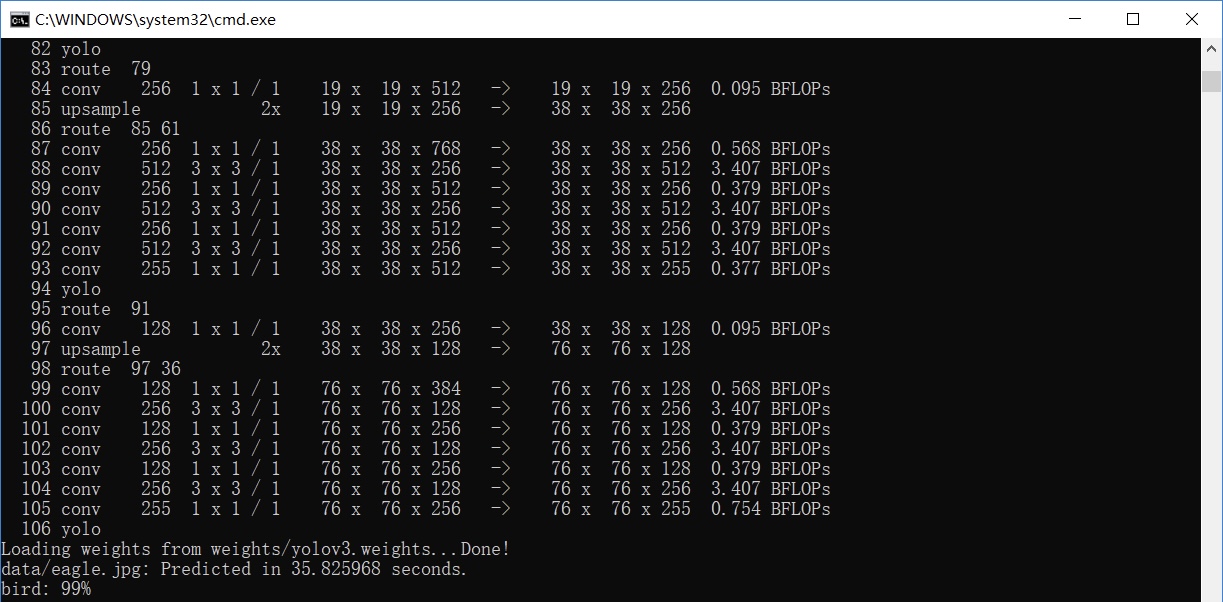 C:\WINDOWS\system32\cmd.exe
82 yolo
83 route 79
84 conv 256 1 x 1 / 1 19 x 19 x 512 -> 19 x 19 x 256 0.095 BFLOPs
85 upsample 2x 19 x 19 x 256 -> 38 x 38 x 256
86 route 85 61
87 conv 256 1 x 1 / 1 38 x 38 x 768 -> 38 x 38 x 256 0.568 BFLOPs
88 conv 512 3 x 3 / 1 38 x 38 x 256 -> 38 x 38 x 512 3.407 BFLOPs
89 conv 256 1 x 1 / 1 38 x 38 x 512 -> 38 x 38 x 256 0.379 BFLOPs
90 conv 512 3 x 3 / 1 38 x 38 x 256 -> 38 x 38 x 512 3.407 BFLOPs
91 conv 256 1 x 1 / 1 38 x 38 x 512 -> 38 x 38 x 256 0.379 BFLOPs
92 conv 512 3 x 3 / 1 38 x 38 x 256 -> 38 x 38 x 512 3.407 BFLOPs
93 conv 255 1 x 1 / 1 38 x 38 x 512 -> 38 x 38 x 255 0.377 BFLOPs
94 yolo
95 route 91
96 conv 128 1 x 1 / 1 38 x 38 x 256 -> 38 x 38 x 128 0.095 BFLOPs
97 upsample 2x 38 x 38 x 128 -> 76 x 76 x 128
98 route 97 36
99 conv 128 1 x 1 / 1 76 x 76 x 384 -> 76 x 76 x 128 0.568 BFLOPs
100 conv 256 3 x 3 / 1 76 x 76 x 128 -> 76 x 76 x 256 3.407 BFLOPs
101 conv 128 1 x 1 / 1 76 x 76 x 256 -> 76 x 76 x 128 0.379 BFLOPs
102 conv 256 3 x 3 / 1 76 x 76 x 128 -> 76 x 76 x 256 3.407 BFLOPs
103 conv 128 1 x 1 / 1 76 x 76 x 256 -> 76 x 76 x 128 0.379 BFLOPs
104 conv 256 3 x 3 / 1 76 x 76 x 128 -> 76 x 76 x 256 3.407 BFLOPs
105 conv 255 1 x 1 / 1 76 x 76 x 256 -> 76 x 76 x 255 0.754 BFLOPs
106 yolo
Loading weights from weights/yolov3.weights...Done!
data/eagle.jpg: Predicted in 35.825968 seconds.
bird: 99%